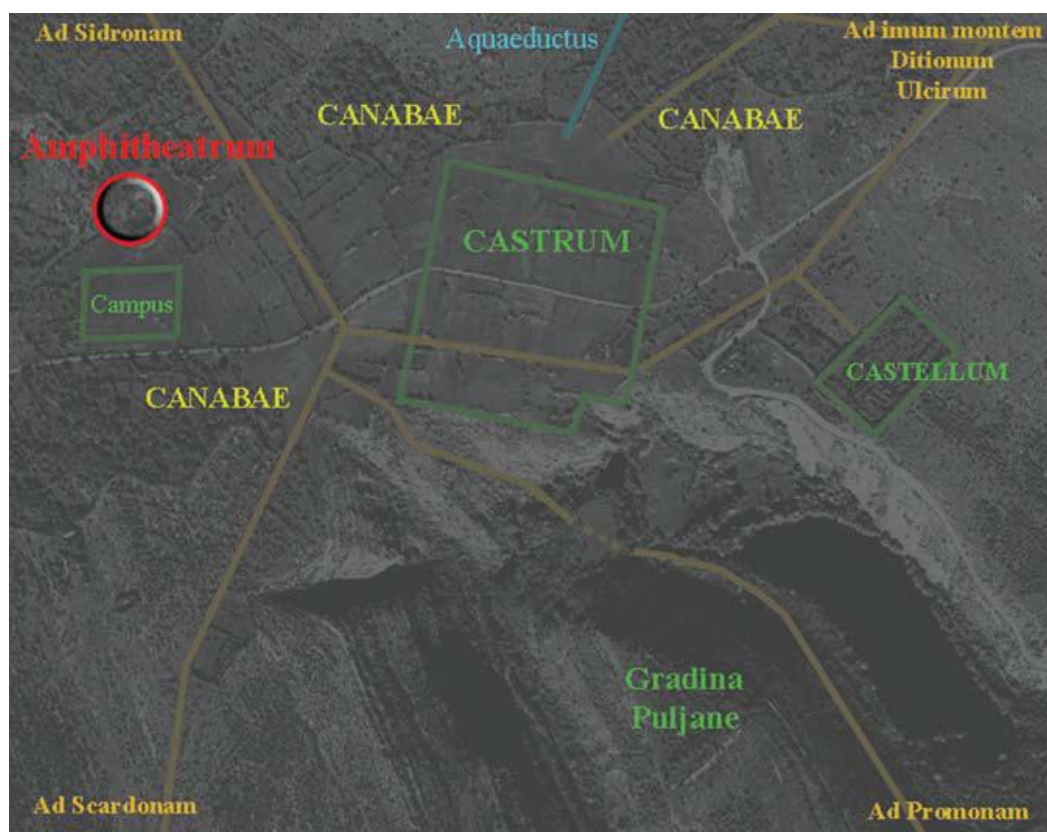 Ad Sidronam
Aquaeductus
Ad imum montem
Ditionum
Ulcirum
CANABAE
CANABAE
Amphitheatrum
CASTRUM
Campus
CASTELLUM
CANABAE
Gradina
Puljane
Ad Scardonam
Ad Promonam